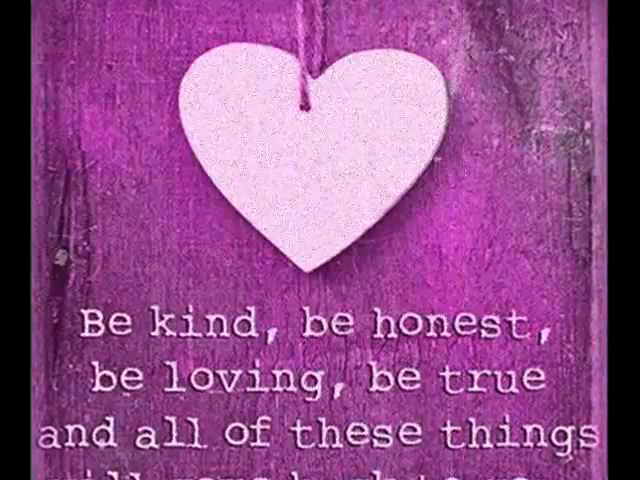 Be kind, be honest,
be loving, be true
and all of these things